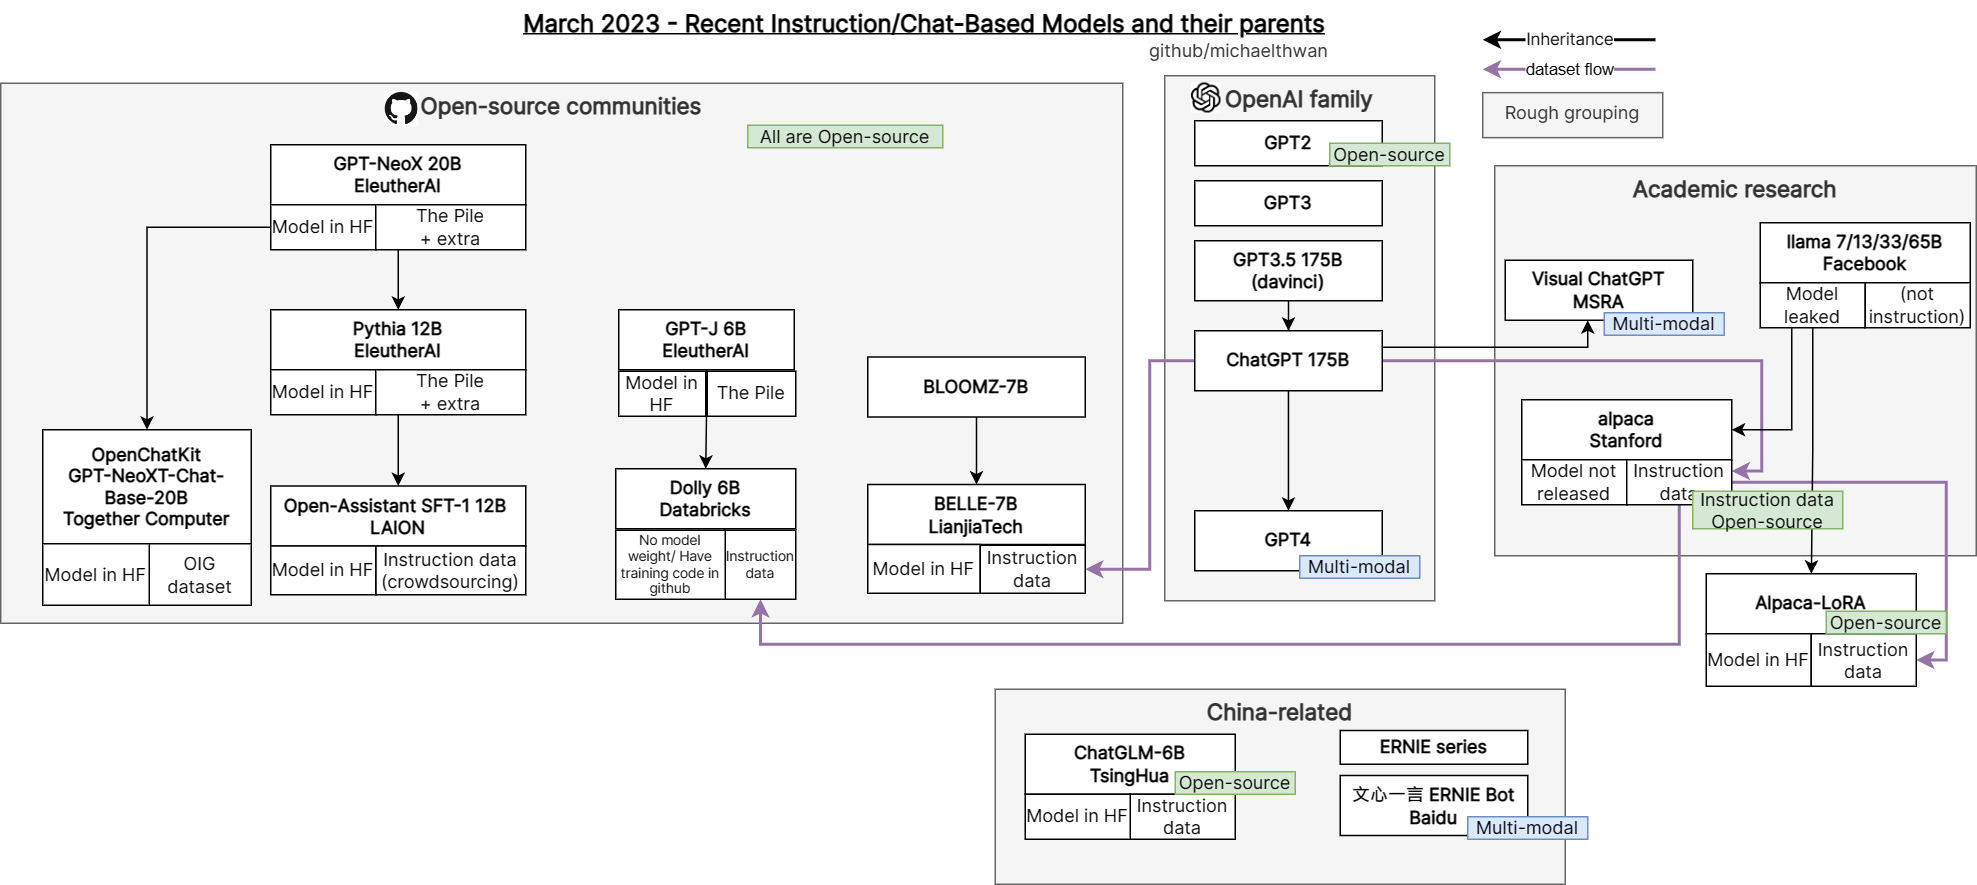 March 2023 - Recent Instruction/Chat-Based Models and their parents
github/michaelthwan
Inheritance
dataset flow
Rough grouping
Open-source communities
All are Open-source
GPT-NeoX 20B
EleutherAI
Model in HF
The Pile
+ extra
Pythia 12B
EleutherAI
Model in HF
The Pile
+ extra
OpenChatKit
GPT-NeoXT-Chat-
Base-20B
Together Computer
Model in HF
OIG
dataset
Open-Assistant SFT-1 12B
LAION
Model in HF
Instruction data
(crowdsourcing)
GPT-J 6B
EleutherAI
Model in
HF
The Pile
Dolly 6B
Databricks
No model
weight/ Have
training code in
github
Instruction
data
BLOOMZ-7B
BELLE-7B
LianjiaTech
Model in HF
Instruction
data
OpenAI family
GPT2
Open-source
GPT3
GPT3.5 175B
(davinci)
ChatGPT 175B
GPT4
Multi-modal
Academic research
Visual ChatGPT
MSRA
Multi-modal
llama 7/13/33/65B
Facebook
Model
leaked
(not
instruction)
alpaca
Stanford
Model not
released
Instruction
data
Instruction data
Open-source
Alpaca-LoRA
Open-source
Model in HF
Instruction
data
China-related
ChatGLM-6B
TsingHua
Open-source
Model in HF
Instruction
data
ERNIE series
文心一言 ERNIE Bot
Baidu
Multi-modal